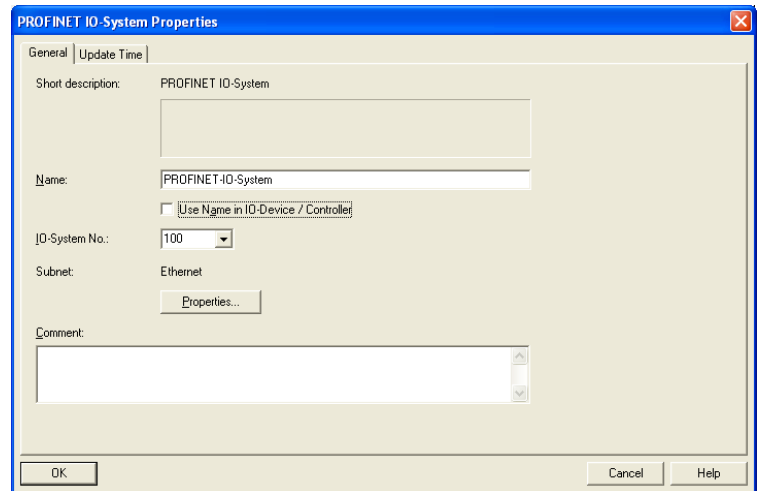 PROFINET IO-System Properties
General Update Time
Short description: PROFINET IO-System
Name: PROFINET-IO-System
Use Name in IO-Device / Controller
IO-System No.: 100
Subnet: Ethernet
Properties...
Comment:
OK Cancel Help